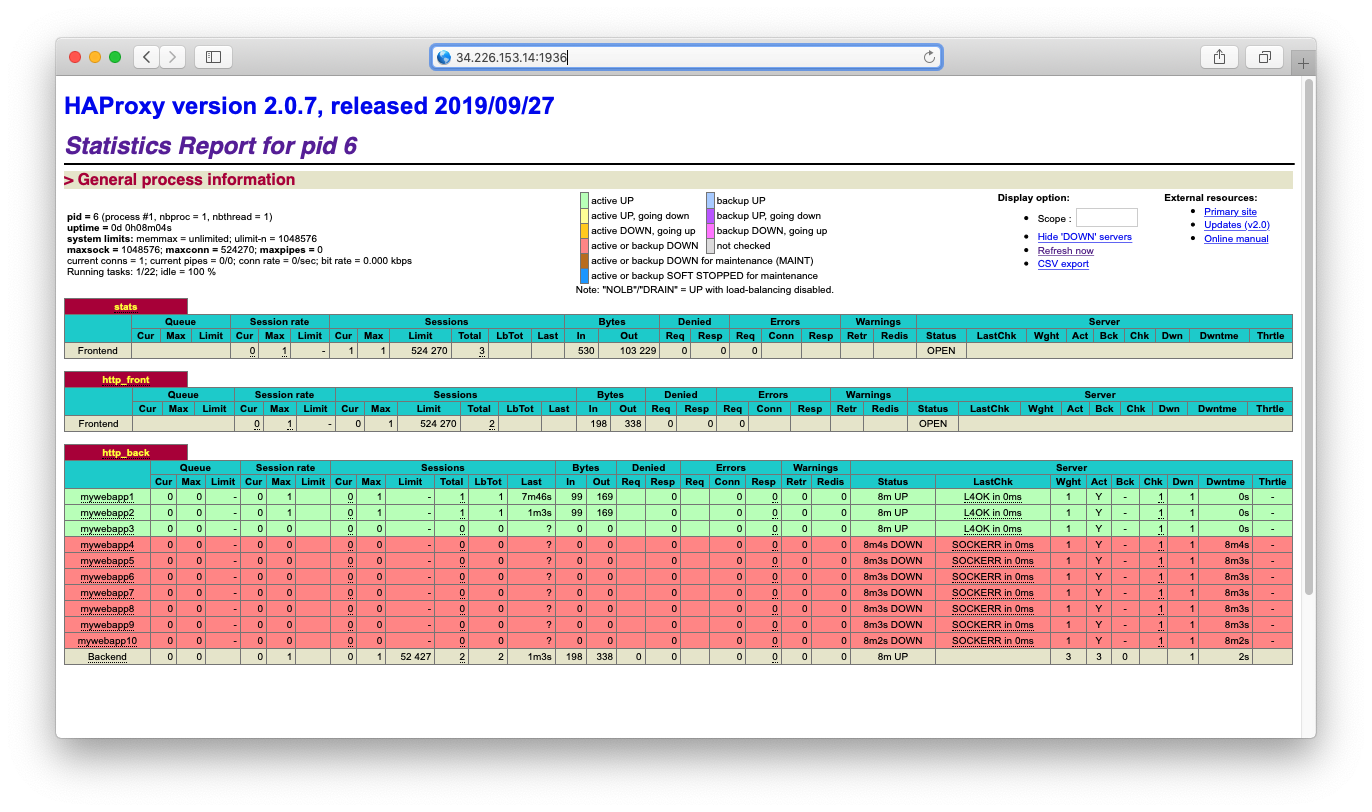 34.226.153.14:1936
HAProxy version 2.0.7, released 2019/09/27
Statistics Report for pid 6
> General process information
pid = 6 (process #1, nbproc = 1, nbthread = 1)
uptime = 0d 0h08m04s
system limits: memmax = unlimited; ulimit-n = 1048576
maxsock = 1048576; maxconn = 524270; maxpipes = 0
current conns = 1; current pipes = 0/0; conn rate = 0/sec; bit rate = 0.000 kbps
Running tasks: 1/22; idle = 100 %
active UP backup UP
active UP, going down backup UP, going down
active DOWN, going up backup DOWN, going up
active or backup DOWN not checked
active or backup DOWN for maintenance (MAINT)
active or backup SOFT STOPPED for maintenance
Note: "NOLB"/"DRAIN" = UP with load-balancing disabled.
Display option:
Scope :
Hide 'DOWN' servers
Refresh now
CSV export
External resources:
Primary site
Updates (v2.0)
Online manual
stats
Queue Session rate Sessions Bytes Denied Errors Warnings Server
Cur Max Limit Cur Max Limit Cur Max Limit Total LbTot Last In Out Req Resp Req Conn Resp Retr Redis Status LastChk Wght Act Bck Chk Dwn Dwntme Thrtle
Frontend 0 1 - 1 1 524 270 3 530 103 229 0 0 0 OPEN
http_front
Queue Session rate Sessions Bytes Denied Errors Warnings Server
Cur Max Limit Cur Max Limit Cur Max Limit Total LbTot Last In Out Req Resp Req Conn Resp Retr Redis Status LastChk Wght Act Bck Chk Dwn Dwntme Thrtle
Frontend 0 1 - 0 1 524 270 2 198 338 0 0 0 OPEN
http_back
Queue Session rate Sessions Bytes Denied Errors Warnings Server
Cur Max Limit Cur Max Limit Cur Max Limit Total LbTot Last In Out Req Resp Req Conn Resp Retr Redis Status LastChk Wght Act Bck Chk Dwn Dwntme Thrtle
mywebapp1 0 0 - 0 1 0 1 - 1 1 7m46s 99 169 0 0 0 0 0 8m UP L4OK in 0ms 1 Y - 1 1 0s -
mywebapp2 0 0 - 0 1 0 1 - 1 1 1m3s 99 169 0 0 0 0 0 8m UP L4OK in 0ms 1 Y - 1 1 0s -
mywebapp3 0 0 - 0 0 0 0 - 0 0 ? 0 0 0 0 0 0 0 8m UP L4OK in 0ms 1 Y - 1 1 0s -
mywebapp4 0 0 - 0 0 0 0 - 0 0 ? 0 0 0 0 0 0 0 8m4s DOWN SOCKERR in 0ms 1 Y - 1 1 8m4s -
mywebapp5 0 0 - 0 0 0 0 - 0 0 ? 0 0 0 0 0 0 0 8m3s DOWN SOCKERR in 0ms 1 Y - 1 1 8m3s -
mywebapp6 0 0 - 0 0 0 0 - 0 0 ? 0 0 0 0 0 0 0 8m3s DOWN SOCKERR in 0ms 1 Y - 1 1 8m3s -
mywebapp7 0 0 - 0 0 0 0 - 0 0 ? 0 0 0 0 0 0 0 8m3s DOWN SOCKERR in 0ms 1 Y - 1 1 8m3s -
mywebapp8 0 0 - 0 0 0 0 - 0 0 ? 0 0 0 0 0 0 0 8m3s DOWN SOCKERR in 0ms 1 Y - 1 1 8m3s -
mywebapp9 0 0 - 0 0 0 0 - 0 0 ? 0 0 0 0 0 0 0 8m3s DOWN SOCKERR in 0ms 1 Y - 1 1 8m3s -
mywebapp10 0 0 - 0 0 0 0 - 0 0 ? 0 0 0 0 0 0 0 8m2s DOWN SOCKERR in 0ms 1 Y - 1 1 8m2s -
Backend 0 0 0 1 0 1 52 427 2 2 1m3s 198 338 0 0 0 0 0 0 8m UP 3 3 0 1 2s